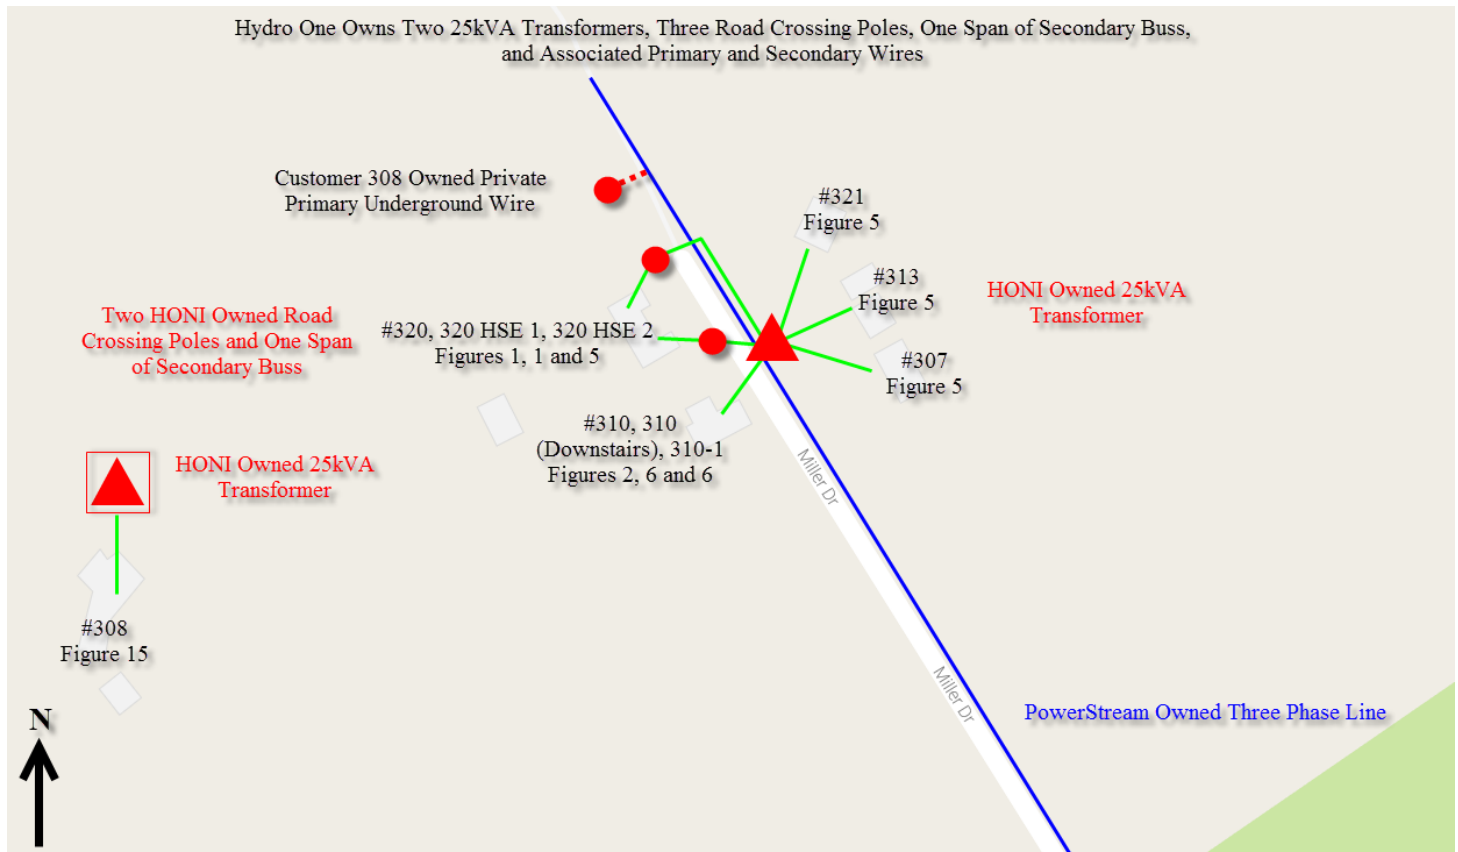 Hydro One Owns Two 25kVA Transformers, Three Road Crossing Poles, One Span of Secondary Buss,
and Associated Primary and Secondary Wires
Customer 308 Owned Private
Primary Underground Wire
#321
Figure 5
#313
Figure 5
HONI Owned 25kVA
Transformer
Two HONI Owned Road
Crossing Poles and One Span
of Secondary Buss
#320, 320 HSE 1, 320 HSE 2
Figures 1, 1 and 5
#307
Figure 5
#310, 310
(Downstairs), 310-1
Figures 2, 6 and 6
Miller Dr
HONI Owned 25kVA
Transformer
#308
Figure 15
Miller Dr
N
PowerStream Owned Three Phase Line